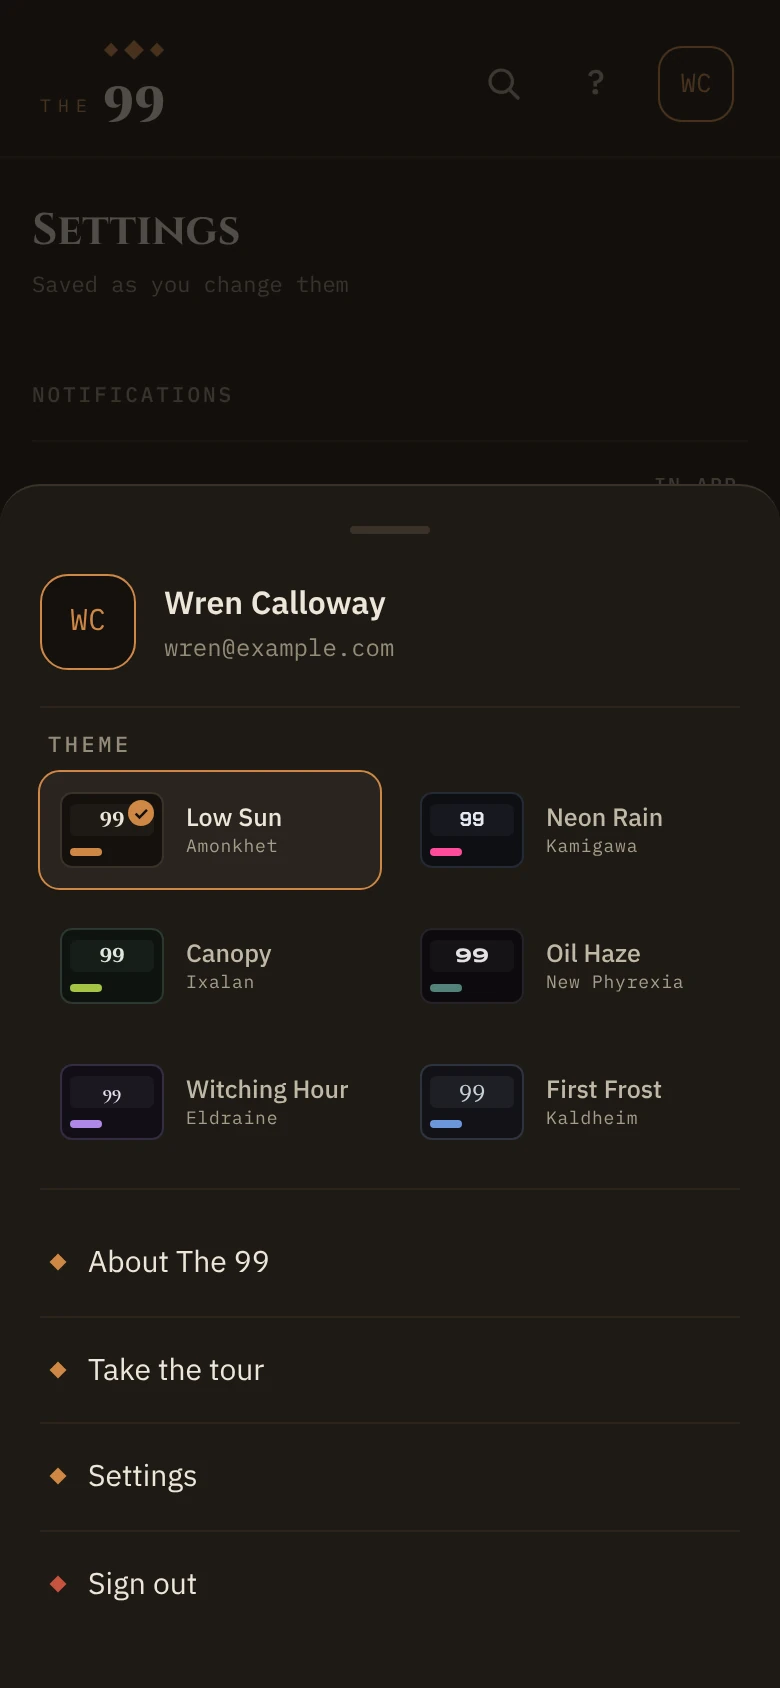 THE 99
?
WC
Settings
Saved as you change them
NOTIFICATIONS
IN APP
WC
Wren Calloway
wren@example.com
THEME
99
Low Sun
Amonkhet
99
Neon Rain
Kamigawa
99
Canopy
Ixalan
99
Oil Haze
New Phyrexia
99
Witching Hour
Eldraine
99
First Frost
Kaldheim
About The 99
Take the tour
Settings
Sign out